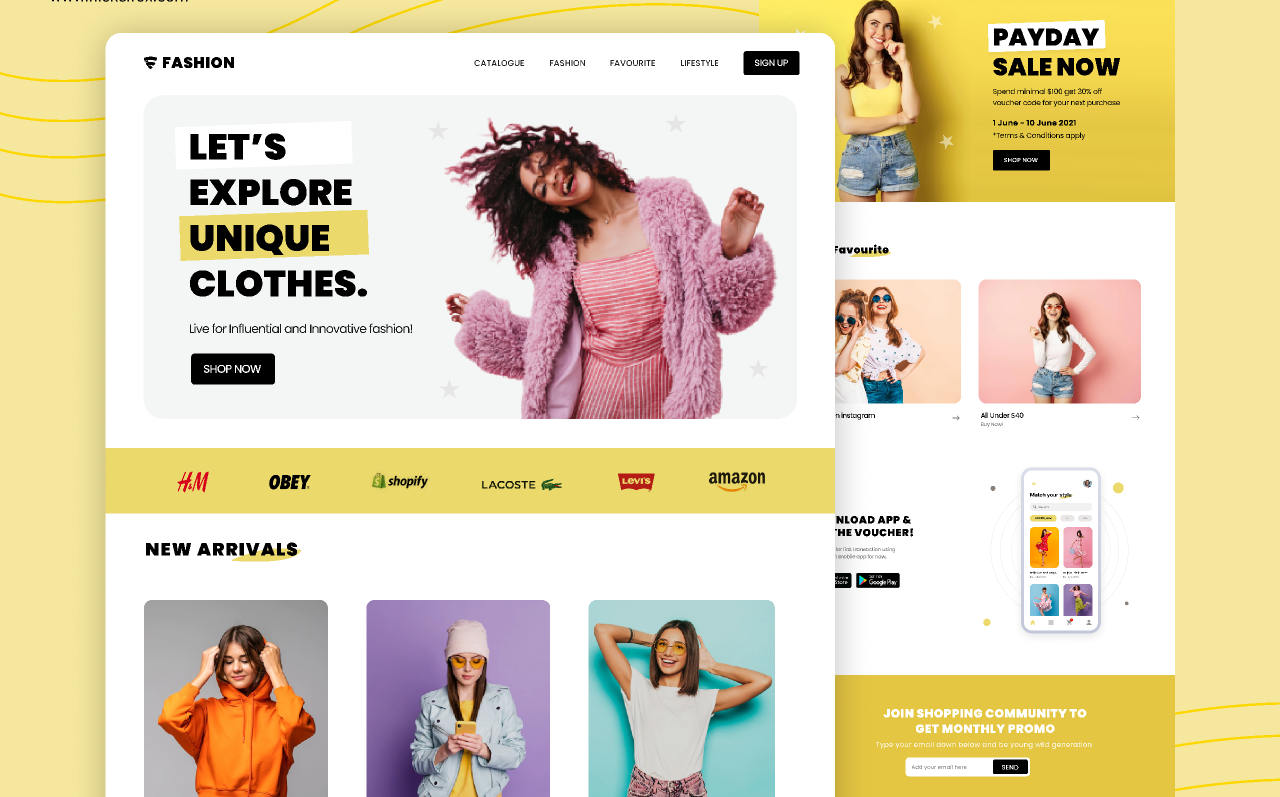 FASHION
CATALOGUE
FASHION
FAVOURITE
LIFESTYLE
SIGN UP
LET'S
EXPLORE
UNIQUE
CLOTHES.
Live for Influential and Innovative fashion!
SHOP NOW
H&M
OBEY
shopify
LACOSTE
LEVI'S
amazon
NEW ARRIVALS
PAYDAY
SALE NOW
Spend minimal $100 get 30% off
voucher code for your next purchase
1 June - 10 June 2021
*Terms & Conditions apply
SHOP NOW
Favourite
instagram
All Under $40
Buy Now!
NLOAD APP &
THE VOUCHER!
Google Play
Match your style
JOIN SHOPPING COMMUNITY TO
GET MONTHLY PROMO
Type your email down below and be young wild generation
Add your email here
SEND